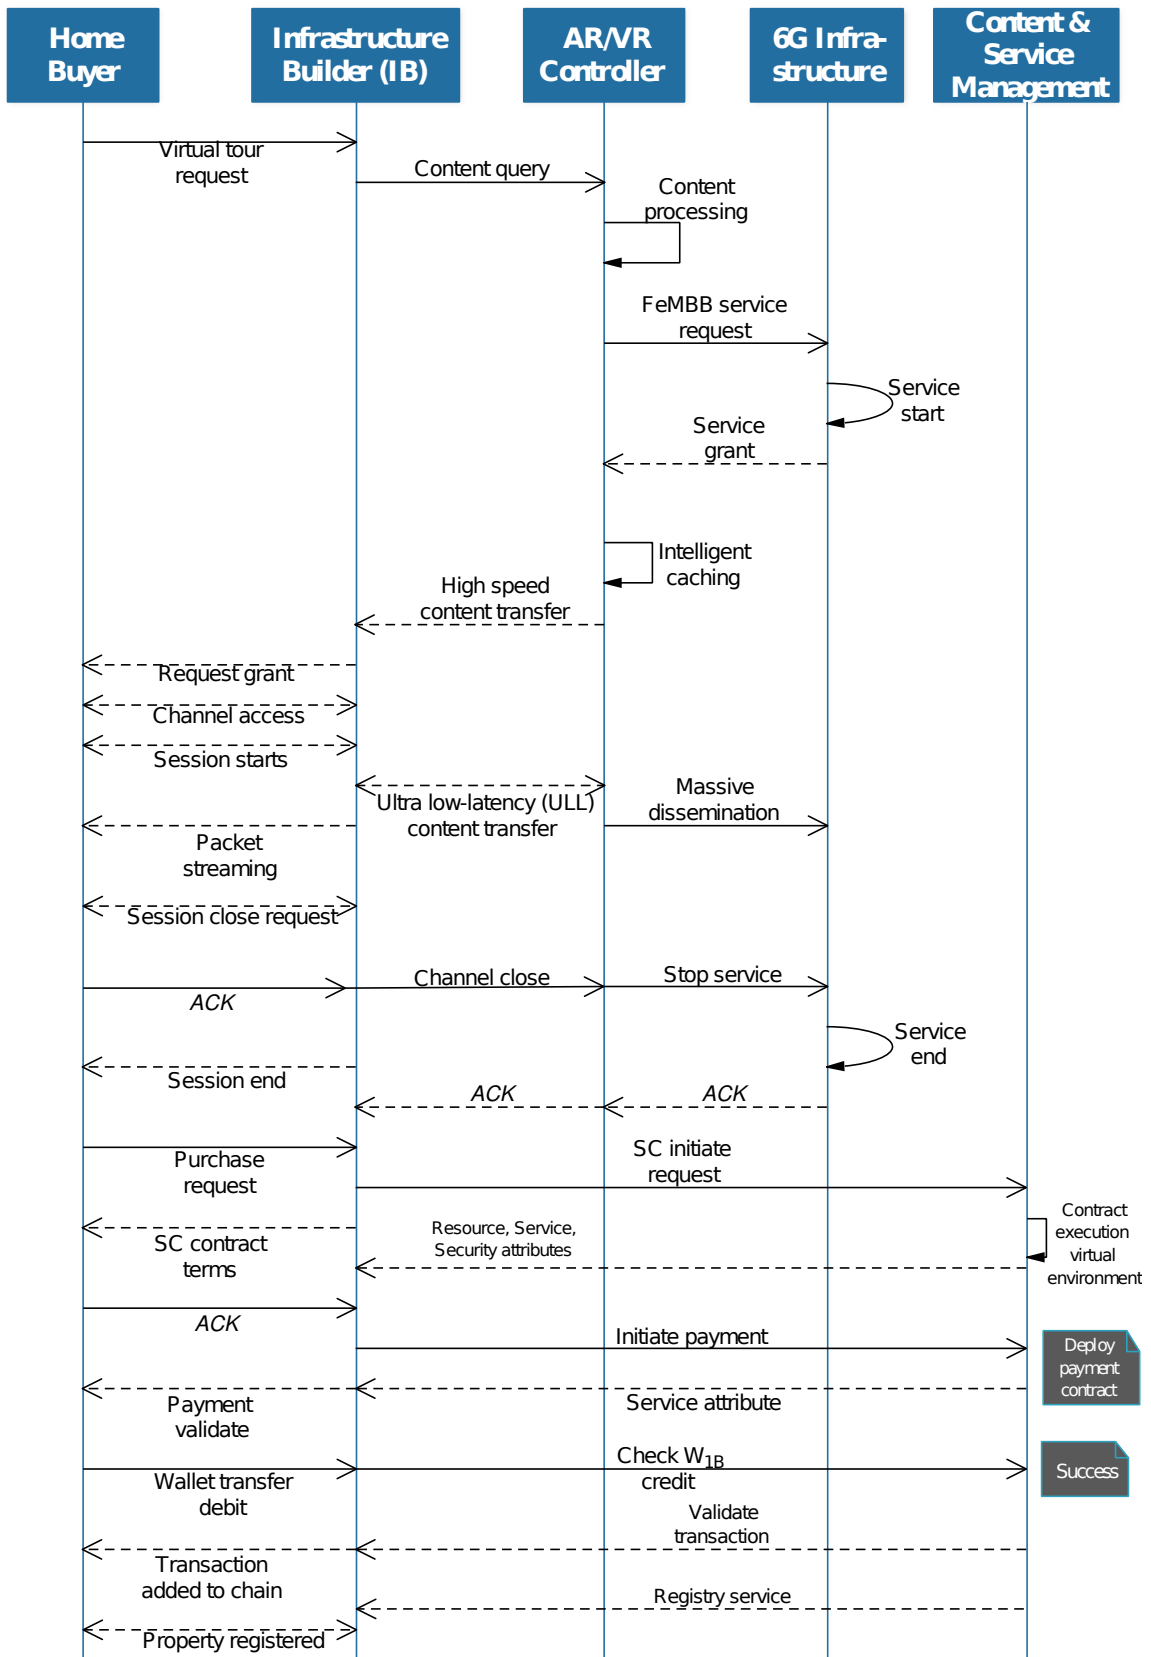 Home
Buyer
Infrastructure
Builder (IB)
AR/VR
Controller
6G Infra-
structure
Content &
Service
Management
Virtual tour
request
Content query
Content
processing
FeMBB service
request
Service
start
Service
grant
Intelligent
caching
High speed
content transfer
Request grant
Channel access
Session starts
Ultra low-latency (ULL)
content transfer
Massive
dissemination
Packet
streaming
Session close request
ACK
Channel close
Stop service
Service
end
Session end
ACK
ACK
Purchase
request
SC initiate
request
SC contract
terms
Resource, Service,
Security attributes
Contract
execution
virtual
environment
ACK
Initiate payment
Deploy
payment
contract
Payment
validate
Service attribute
Wallet transfer
debit
Check W1B
credit
Success
Validate
transaction
Transaction
added to chain
Registry service
Property registered